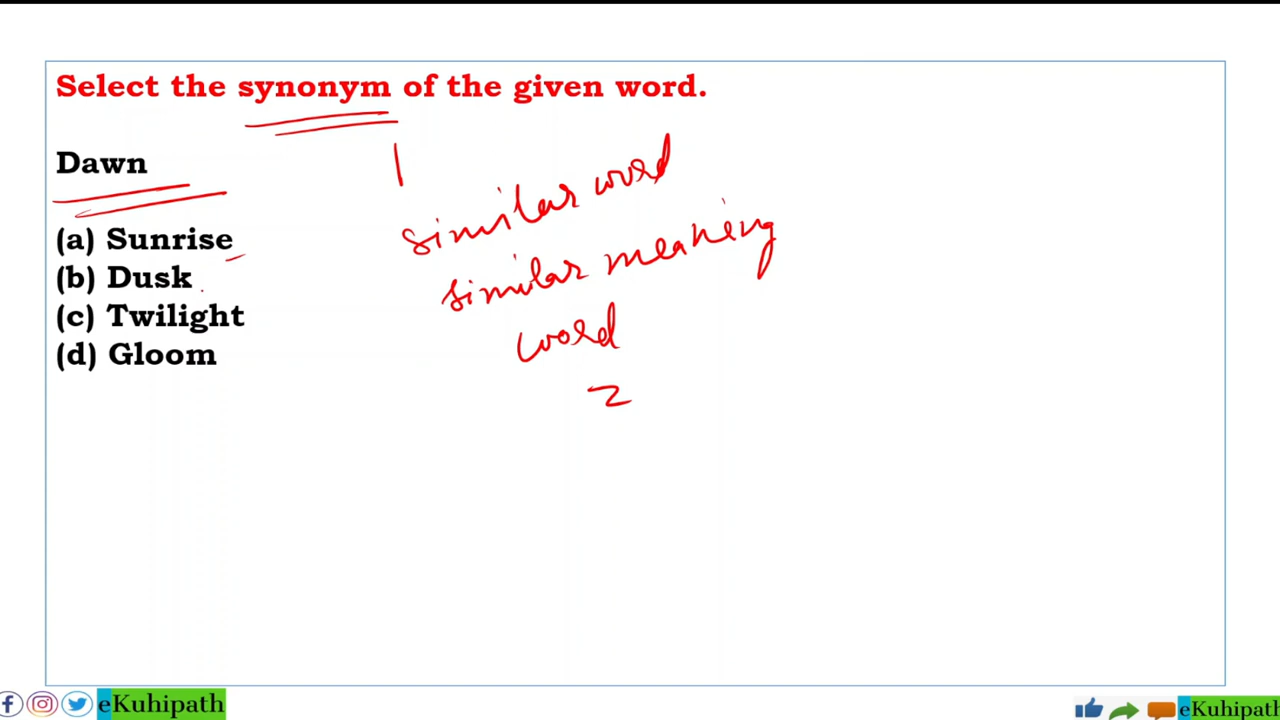 Select the synonym of the given word.
Dawn
similar word
similar meaning
word
(a) Sunrise
(b) Dusk
(c) Twilight
(d) Gloom
eKuhipath
eKuhipath